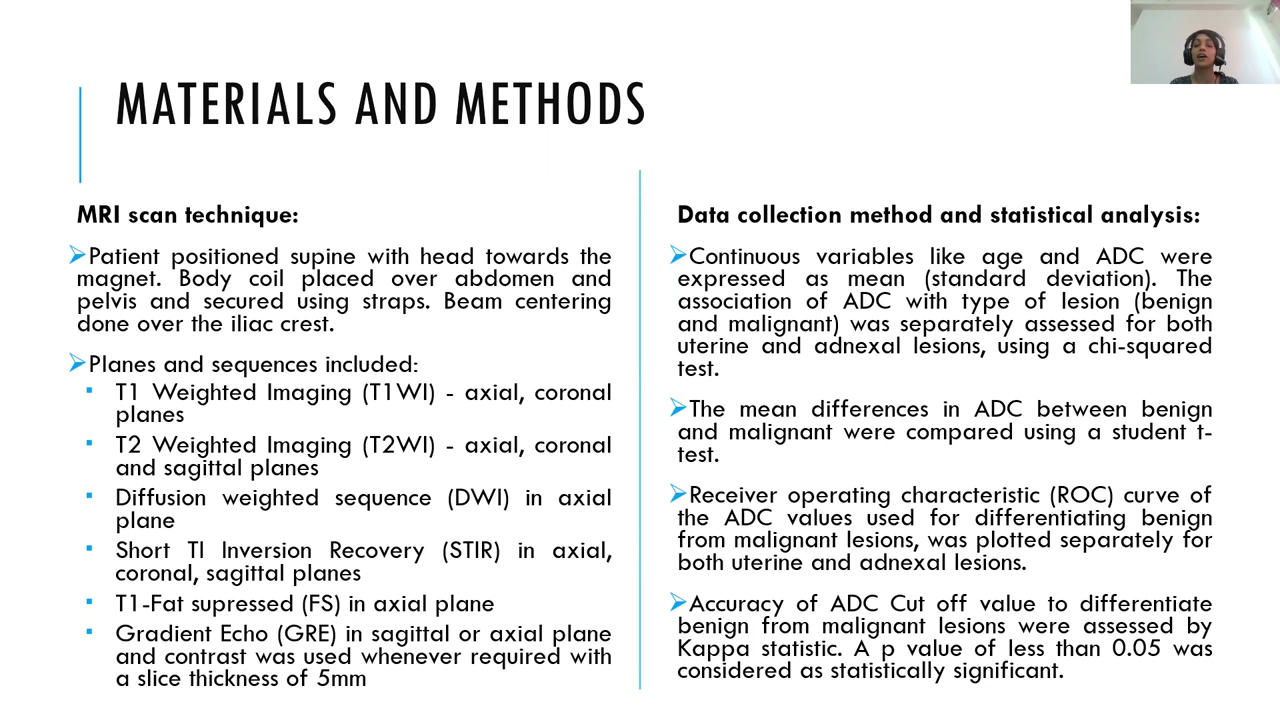 MATERIALS AND METHODS
MRI scan technique:
➢Patient positioned supine with head towards the
magnet. Body coil placed over abdomen and
pelvis and secured using straps. Beam centering
done over the iliac crest.
➢Planes and sequences included:
▪ T1 Weighted Imaging (T1WI) - axial, coronal
planes
▪ T2 Weighted Imaging (T2WI) - axial, coronal
and sagittal planes
▪ Diffusion weighted sequence (DWI) in axial
plane
▪ Short TI Inversion Recovery (STIR) in axial,
coronal, sagittal planes
▪ T1-Fat supressed (FS) in axial plane
▪ Gradient Echo (GRE) in sagittal or axial plane
and contrast was used whenever required with
a slice thickness of 5mm
Data collection method and statistical analysis:
➢Continuous variables like age and ADC were
expressed as mean (standard deviation). The
association of ADC with type of lesion (benign
and malignant) was separately assessed for both
uterine and adnexal lesions, using a chi-squared
test.
➢The mean differences in ADC between benign
and malignant were compared using a student t-
test.
➢Receiver operating characteristic (ROC) curve of
the ADC values used for differentiating benign
from malignant lesions, was plotted separately for
both uterine and adnexal lesions.
➢Accuracy of ADC Cut off value to differentiate
benign from malignant lesions were assessed by
Kappa statistic. A p value of less than 0.05 was
considered as statistically significant.